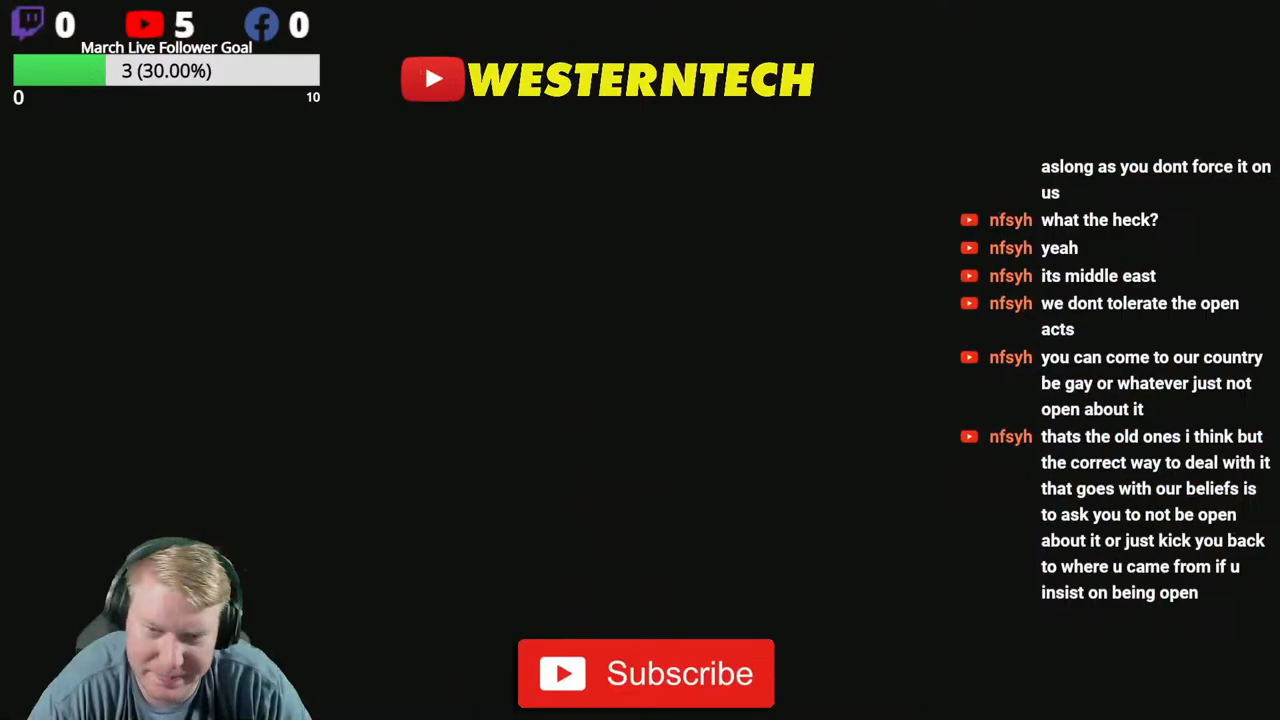 0 5 0
March Live Follower Goal
3 (30.00%)
0 10
WESTERNTECH
aslong as you dont force it on
us
nfsyh what the heck?
nfsyh yeah
nfsyh its middle east
nfsyh we dont tolerate the open
acts
nfsyh you can come to our country
be gay or whatever just not
open about it
nfsyh thats the old ones i think but
the correct way to deal with it
that goes with our beliefs is
to ask you to not be open
about it or just kick you back
to where u came from if u
insist on being open
Subscribe